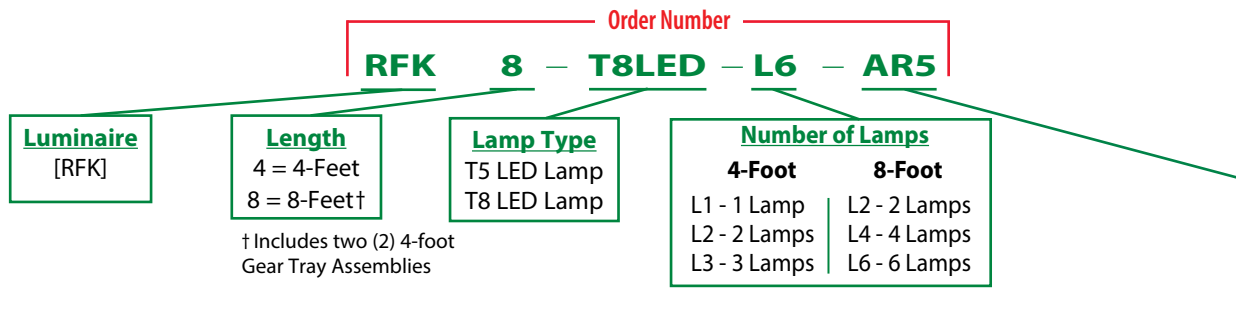 Order Number
RFK 8 – T8LED – L6 – AR5
Luminaire
[RFK]
Length
4 = 4-Feet
8 = 8-Feet†
† Includes two (2) 4-foot
Gear Tray Assemblies
Lamp Type
T5 LED Lamp
T8 LED Lamp
Number of Lamps
4-Foot 8-Foot
L1 - 1 Lamp L2 - 2 Lamps
L2 - 2 Lamps L4 - 4 Lamps
L3 - 3 Lamps L6 - 6 Lamps